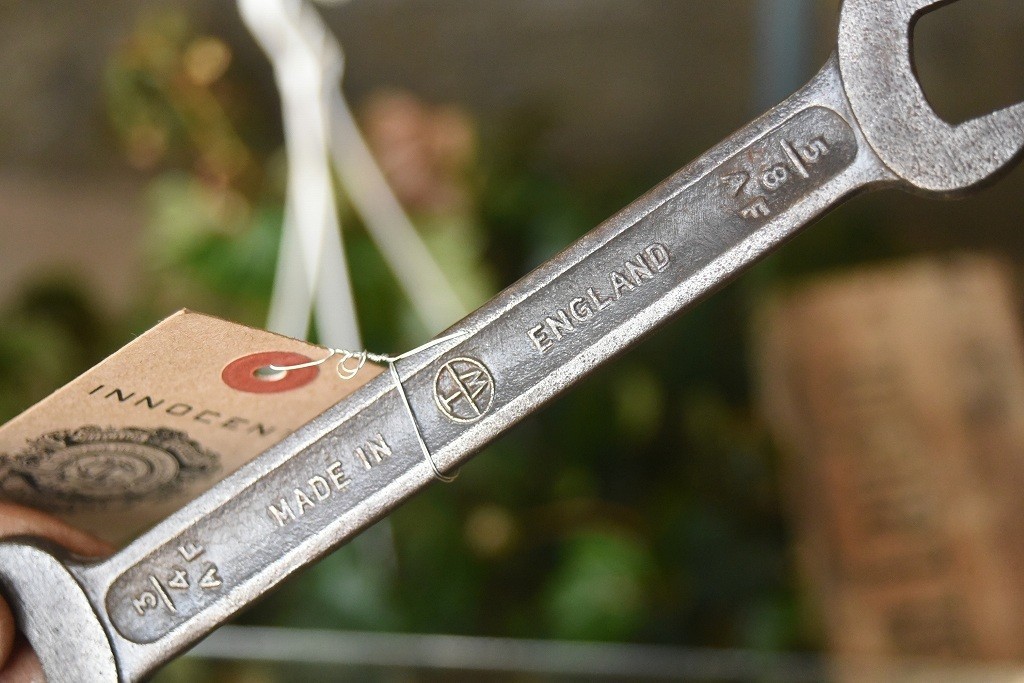 INNOCEN
3/4 AF
MADE IN
ENGLAND
5/8 AF